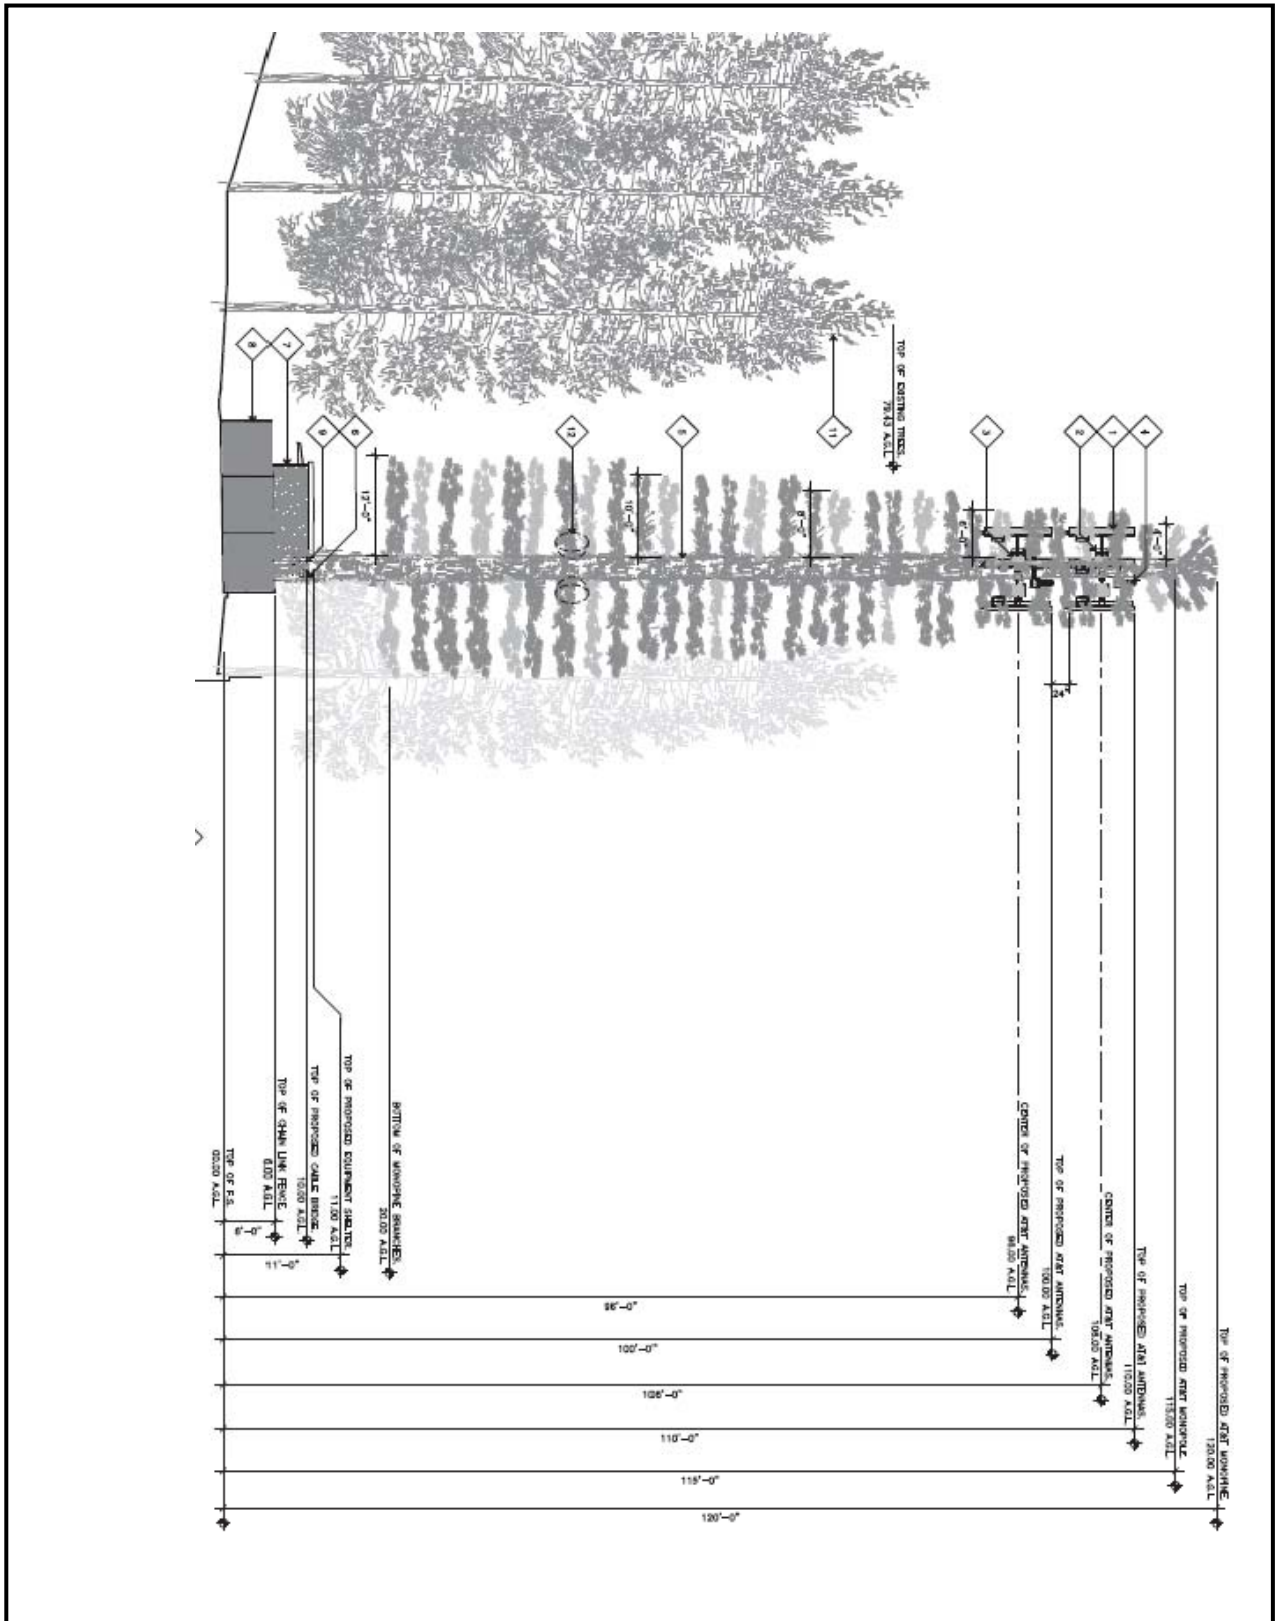 TOP OF PROPOSED AT&T MONOPINE.
120.00 A.G.L.
TOP OF PROPOSED AT&T MONOPOLE
115.00 A.G.L.
TOP OF PROPOSED AT&T ANTENNAS.
110.00 A.G.L.
CENTER OF PROPOSED AT&T ANTENNAS.
106.00 A.G.L.
TOP OF PROPOSED AT&T ANTENNAS.
100.00 A.G.L.
CENTER OF PROPOSED AT&T ANTENNAS.
96.00 A.G.L.
TOP OF EXISTING TREES.
79.43 A.G.L.
BOTTOM OF MONOPINE BRANCHES.
20.00 A.G.L.
TOP OF PROPOSED EQUIPMENT SHELTER.
11.00 A.G.L.
TOP OF PROPOSED CABLE BRIDGE.
10.00 A.G.L.
TOP OF CHAIN LINK FENCE.
6.00 A.G.L.
TOP OF F.S.
00.00 A.G.L.
4
1
2
3
11
5
12
6
9
7
8
4'-0"
6'-0"
8'-0"
10'-0"
12'-0"
24"
6'-0"
11'-0"
96'-0"
100'-0"
106'-0"
110'-0"
115'-0"
120'-0"